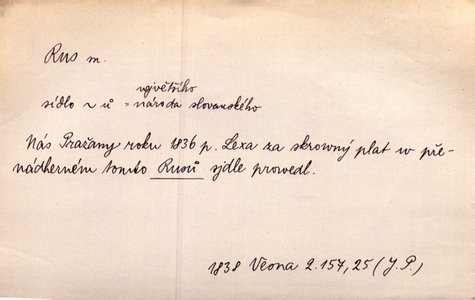 Rus m.
největšího
sídlo ~ ů = národa slovanského
Nás Pražany roku 1836 p. Lexa za skrowný plat w pře-
nádherném tomto Rusů sjdle prowedl.
1838 Věona 2.157,25 (J.P.)